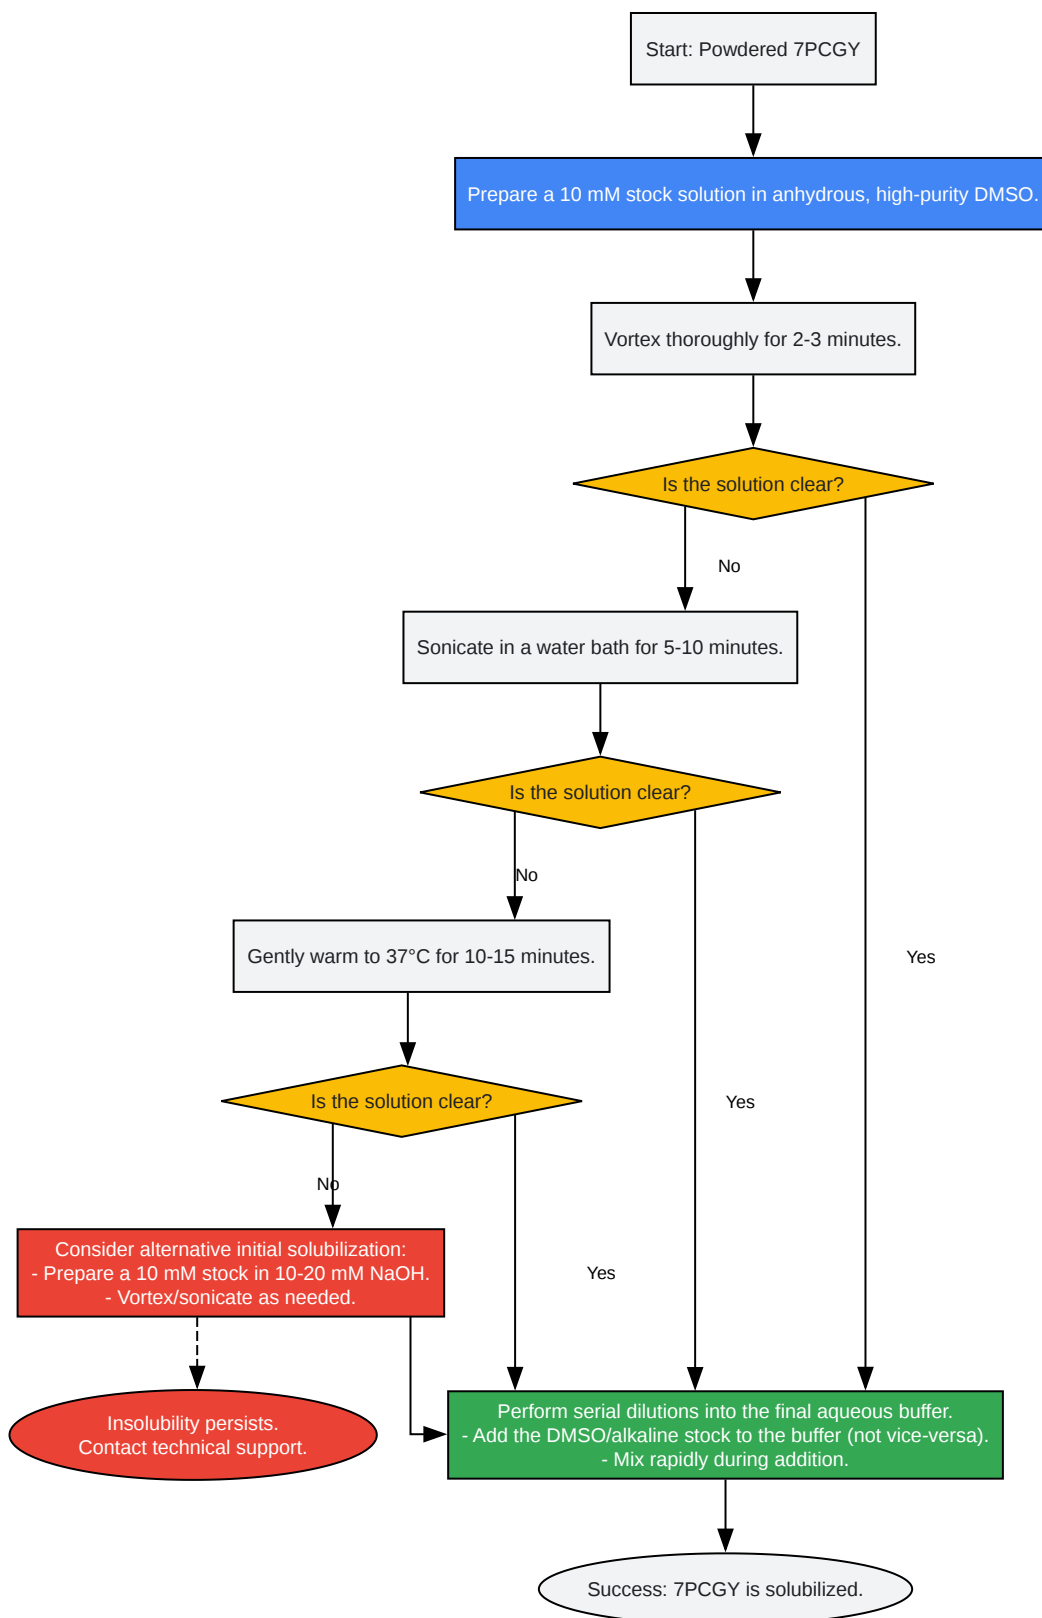 Start: Powdered 7PCGY
Prepare a 10 mM stock solution in anhydrous, high-purity DMSO.
Vortex thoroughly for 2-3 minutes.
Is the solution clear?
No
Sonicate in a water bath for 5-10 minutes.
Is the solution clear?
No
Gently warm to 37°C for 10-15 minutes.
Yes
Is the solution clear?
Yes
No
Consider alternative initial solubilization:
- Prepare a 10 mM stock in 10-20 mM NaOH.
- Vortex/sonicate as needed.
Yes
Insolubility persists.
Contact technical support.
Perform serial dilutions into the final aqueous buffer.
- Add the DMSO/alkaline stock to the buffer (not vice-versa).
- Mix rapidly during addition.
Success: 7PCGY is solubilized.